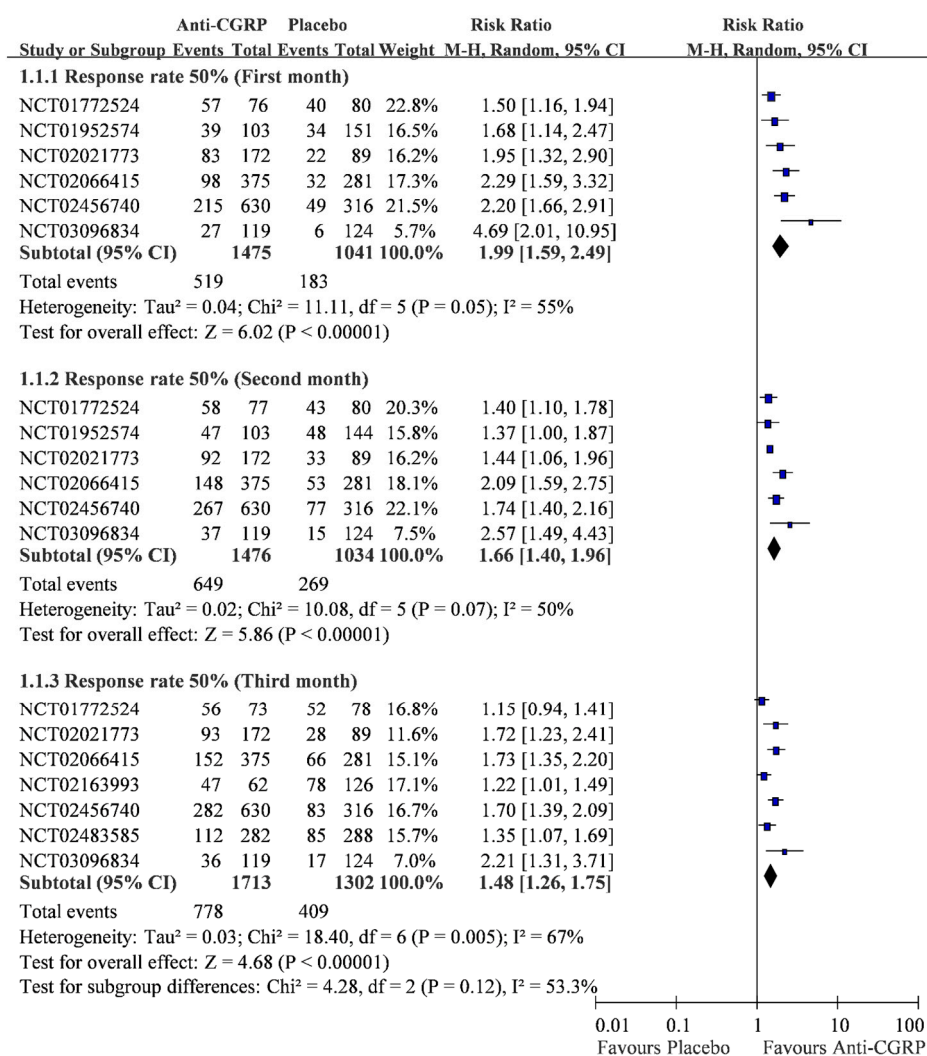 Anti-CGRP Placebo Risk Ratio Risk Ratio
Study or Subgroup Events Total Events Total Weight M-H, Random, 95% CI M-H, Random, 95% CI
1.1.1 Response rate 50% (First month)
NCT01772524 57 76 40 80 22.8% 1.50 [1.16, 1.94]
NCT01952574 39 103 34 151 16.5% 1.68 [1.14, 2.47]
NCT02021773 83 172 22 89 16.2% 1.95 [1.32, 2.90]
NCT02066415 98 375 32 281 17.3% 2.29 [1.59, 3.32]
NCT02456740 215 630 49 316 21.5% 2.20 [1.66, 2.91]
NCT03096834 27 119 6 124 5.7% 4.69 [2.01, 10.95]
Subtotal (95% CI) 1475 1041 100.0% 1.99 [1.59, 2.49]
Total events 519 183
Heterogeneity: Tau² = 0.04; Chi² = 11.11, df = 5 (P = 0.05); I² = 55%
Test for overall effect: Z = 6.02 (P < 0.00001)
1.1.2 Response rate 50% (Second month)
NCT01772524 58 77 43 80 20.3% 1.40 [1.10, 1.78]
NCT01952574 47 103 48 144 15.8% 1.37 [1.00, 1.87]
NCT02021773 92 172 33 89 16.2% 1.44 [1.06, 1.96]
NCT02066415 148 375 53 281 18.1% 2.09 [1.59, 2.75]
NCT02456740 267 630 77 316 22.1% 1.74 [1.40, 2.16]
NCT03096834 37 119 15 124 7.5% 2.57 [1.49, 4.43]
Subtotal (95% CI) 1476 1034 100.0% 1.66 [1.40, 1.96]
Total events 649 269
Heterogeneity: Tau² = 0.02; Chi² = 10.08, df = 5 (P = 0.07); I² = 50%
Test for overall effect: Z = 5.86 (P < 0.00001)
1.1.3 Response rate 50% (Third month)
NCT01772524 56 73 52 78 16.8% 1.15 [0.94, 1.41]
NCT02021773 93 172 28 89 11.6% 1.72 [1.23, 2.41]
NCT02066415 152 375 66 281 15.1% 1.73 [1.35, 2.20]
NCT02163993 47 62 78 126 17.1% 1.22 [1.01, 1.49]
NCT02456740 282 630 83 316 16.7% 1.70 [1.39, 2.09]
NCT02483585 112 282 85 288 15.7% 1.35 [1.07, 1.69]
NCT03096834 36 119 17 124 7.0% 2.21 [1.31, 3.71]
Subtotal (95% CI) 1713 1302 100.0% 1.48 [1.26, 1.75]
Total events 778 409
Heterogeneity: Tau² = 0.03; Chi² = 18.40, df = 6 (P = 0.005); I² = 67%
Test for overall effect: Z = 4.68 (P < 0.00001)
Test for subgroup differences: Chi² = 4.28, df = 2 (P = 0.12), I² = 53.3%
0.01 0.1 1 10 100
Favours Placebo Favours Anti-CGRP